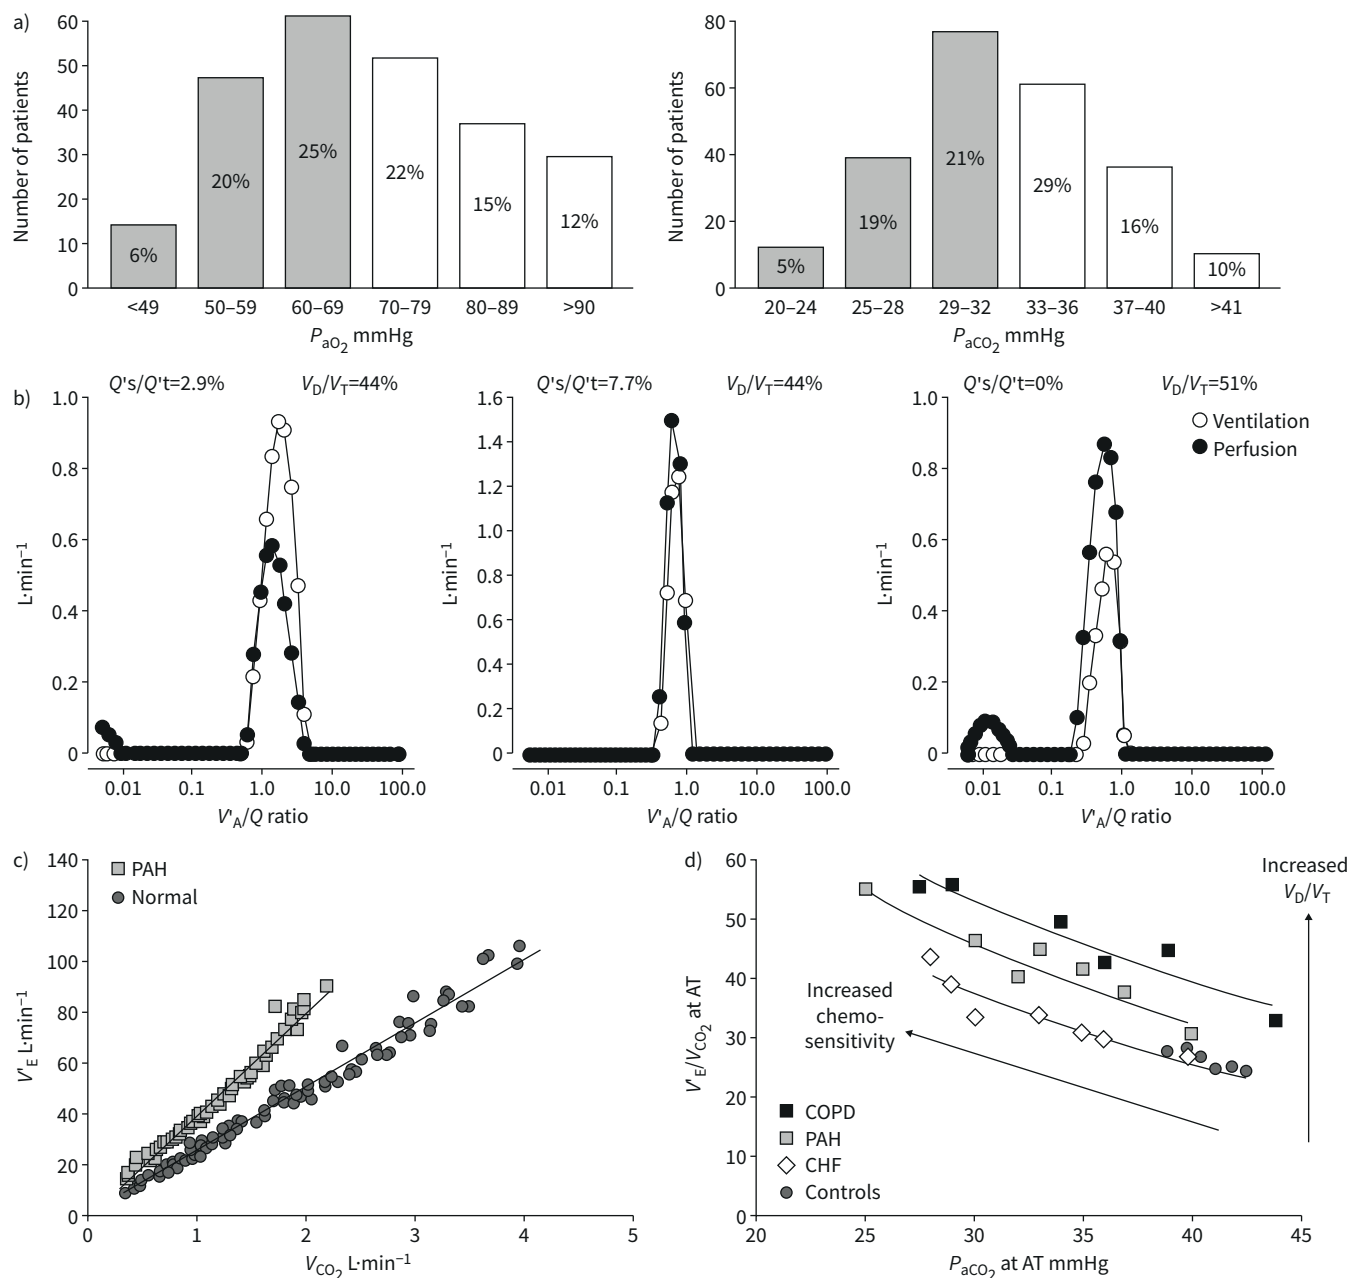 a)
Number of patients
60
50
40
30
20
10
0
6%
20%
25%
22%
15%
12%
<49
50–59
60–69
70–79
80–89
>90
PaO2 mmHg
Number of patients
80
60
40
20
0
5%
19%
21%
29%
16%
10%
20–24
25–28
29–32
33–36
37–40
>41
PaCO2 mmHg
b)
Q's/Q't=2.9%
VD/VT=44%
L·min−1
1.0
0.8
0.6
0.4
0.2
0
0.01
0.1
1.0
10.0
100.0
V'A/Q ratio
Q's/Q't=7.7%
VD/VT=44%
L·min−1
1.6
1.4
1.2
1.0
0.8
0.6
0.4
0.2
0
0.01
0.1
1.0
10.0
100.0
V'A/Q ratio
Q's/Q't=0%
VD/VT=51%
Ventilation
Perfusion
L·min−1
1.0
0.8
0.6
0.4
0.2
0
0.01
0.1
1.0
10.0
100.0
V'A/Q ratio
c)
PAH
Normal
V'E L·min−1
140
120
100
80
60
40
20
0
0
1
2
3
4
5
VCO2 L·min−1
d)
V'E/VCO2 at AT
60
50
40
30
20
10
0
Increased
VD/VT
Increased
chemo-
sensitivity
COPD
PAH
CHF
Controls
20
25
30
35
40
45
PaCO2 at AT mmHg